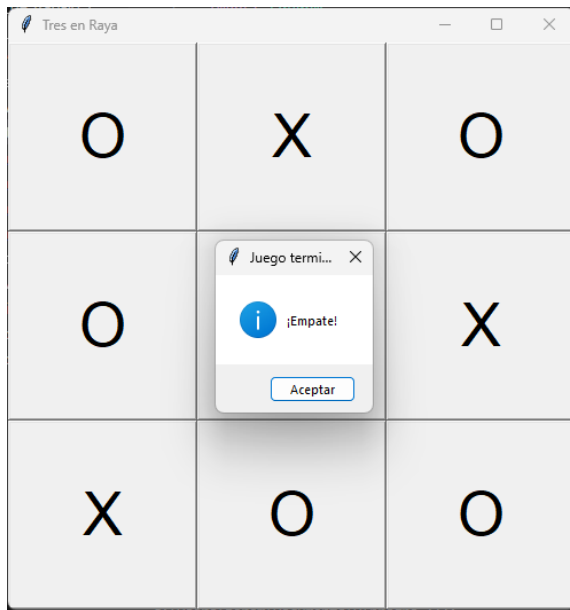 Tres en Raya
O X O
Juego termi...
O
¡Empate!
X
Aceptar
X O O